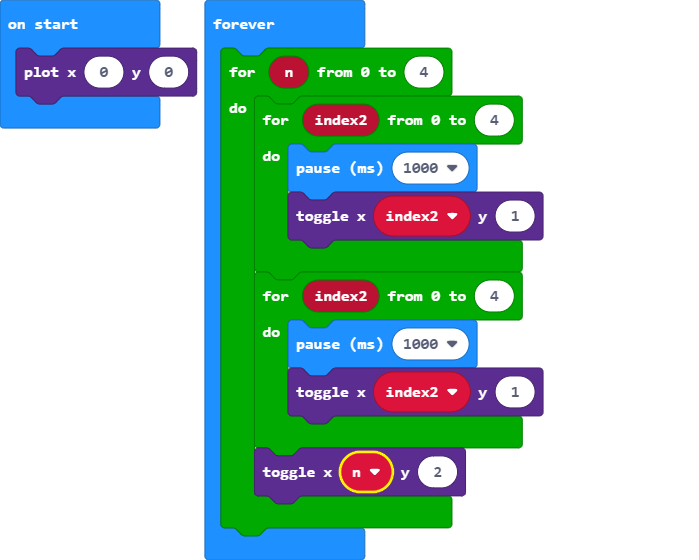 on start
plot x 0 y 0
forever
for n from 0 to 4
do
for index2 from 0 to 4
do
pause (ms) 1000
toggle x index2 y 1
for index2 from 0 to 4
do
pause (ms) 1000
toggle x index2 y 1
toggle x n y 2